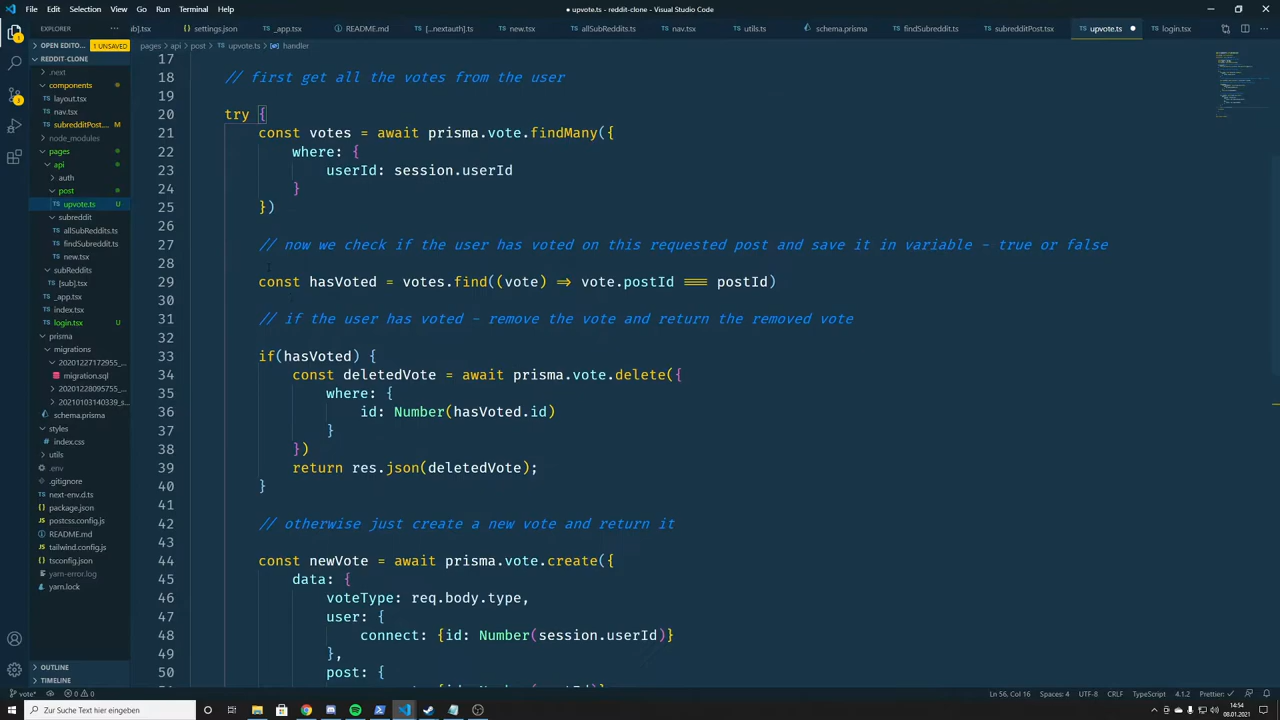 File Edit Selection View Go Run Terminal Help
● upvote.ts - reddit-clone - Visual Studio Code
EXPLORER ···
].tsx settings.json _app.tsx README.md [...nextauth].ts new.tsx allSubReddits.ts nav.tsx utils.ts schema.prisma findSubreddit.ts subredditPost.tsx upvote.ts ● login.tsx
OPEN EDITO... 1 UNSAVED
pages > api > post > upvote.ts > handler
REDDIT-CLONE
.next
components
layout.tsx
nav.tsx
subredditPost.... M
node_modules
pages
api
auth
post
upvote.ts U
subreddit
allSubReddits.ts
findSubreddit.ts
new.tsx
subReddits
[sub].tsx
_app.tsx
index.tsx
login.tsx U
prisma
migrations
20201227172955_...
migration.sql
20201228095755_...
20210103140339_s...
schema.prisma
styles
index.css
utils
.env
.gitignore
next-env.d.ts
package.json
postcss.config.js
README.md
tailwind.config.js
tsconfig.json
yarn-error.log
yarn.lock
OUTLINE
TIMELINE
17
18 // first get all the votes from the user
19
20 try {
21 const votes = await prisma.vote.findMany({
22 where: {
23 userId: session.userId
24 }
25 })
26
27 // now we check if the user has voted on this requested post and save it in variable - true or false
28
29 const hasVoted = votes.find((vote) => vote.postId === postId)
30
31 // if the user has voted - remove the vote and return the removed vote
32
33 if(hasVoted) {
34 const deletedVote = await prisma.vote.delete({
35 where: {
36 id: Number(hasVoted.id)
37 }
38 })
39 return res.json(deletedVote);
40 }
41
42 // otherwise just create a new vote and return it
43
44 const newVote = await prisma.vote.create({
45 data: {
46 voteType: req.body.type,
47 user: {
48 connect: {id: Number(session.userId)}
49 },
50 post: {
vote* 0 0
Ln 56, Col 16 Spaces: 4 UTF-8 CRLF TypeScript 4.1.2 Prettier: ✓
Zur Suche Text hier eingeben
14:54
08.01.2021